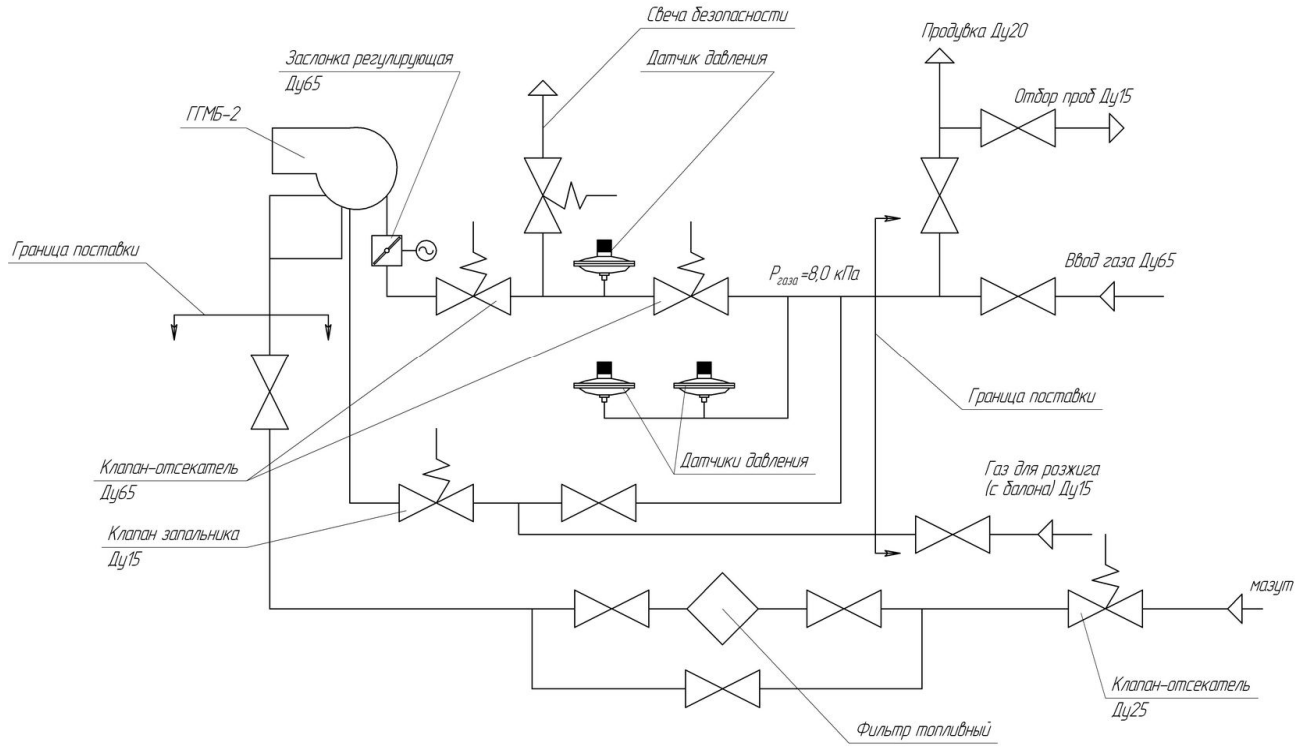 Свеча безопасности
Продувка Ду20
Заслонка регулирующая
Ду65
Датчик давления
Отбор проб Ду15
ГГМБ-2
Граница поставки
Pгаза=8,0 кПа
Ввод газа Ду65
Граница поставки
Клапан-отсекатель
Ду65
Датчики давления
Газ для розжига
(с балона) Ду15
Клапан запальника
Ду15
мазут
Клапан-отсекатель
Ду25
Фильтр топливный